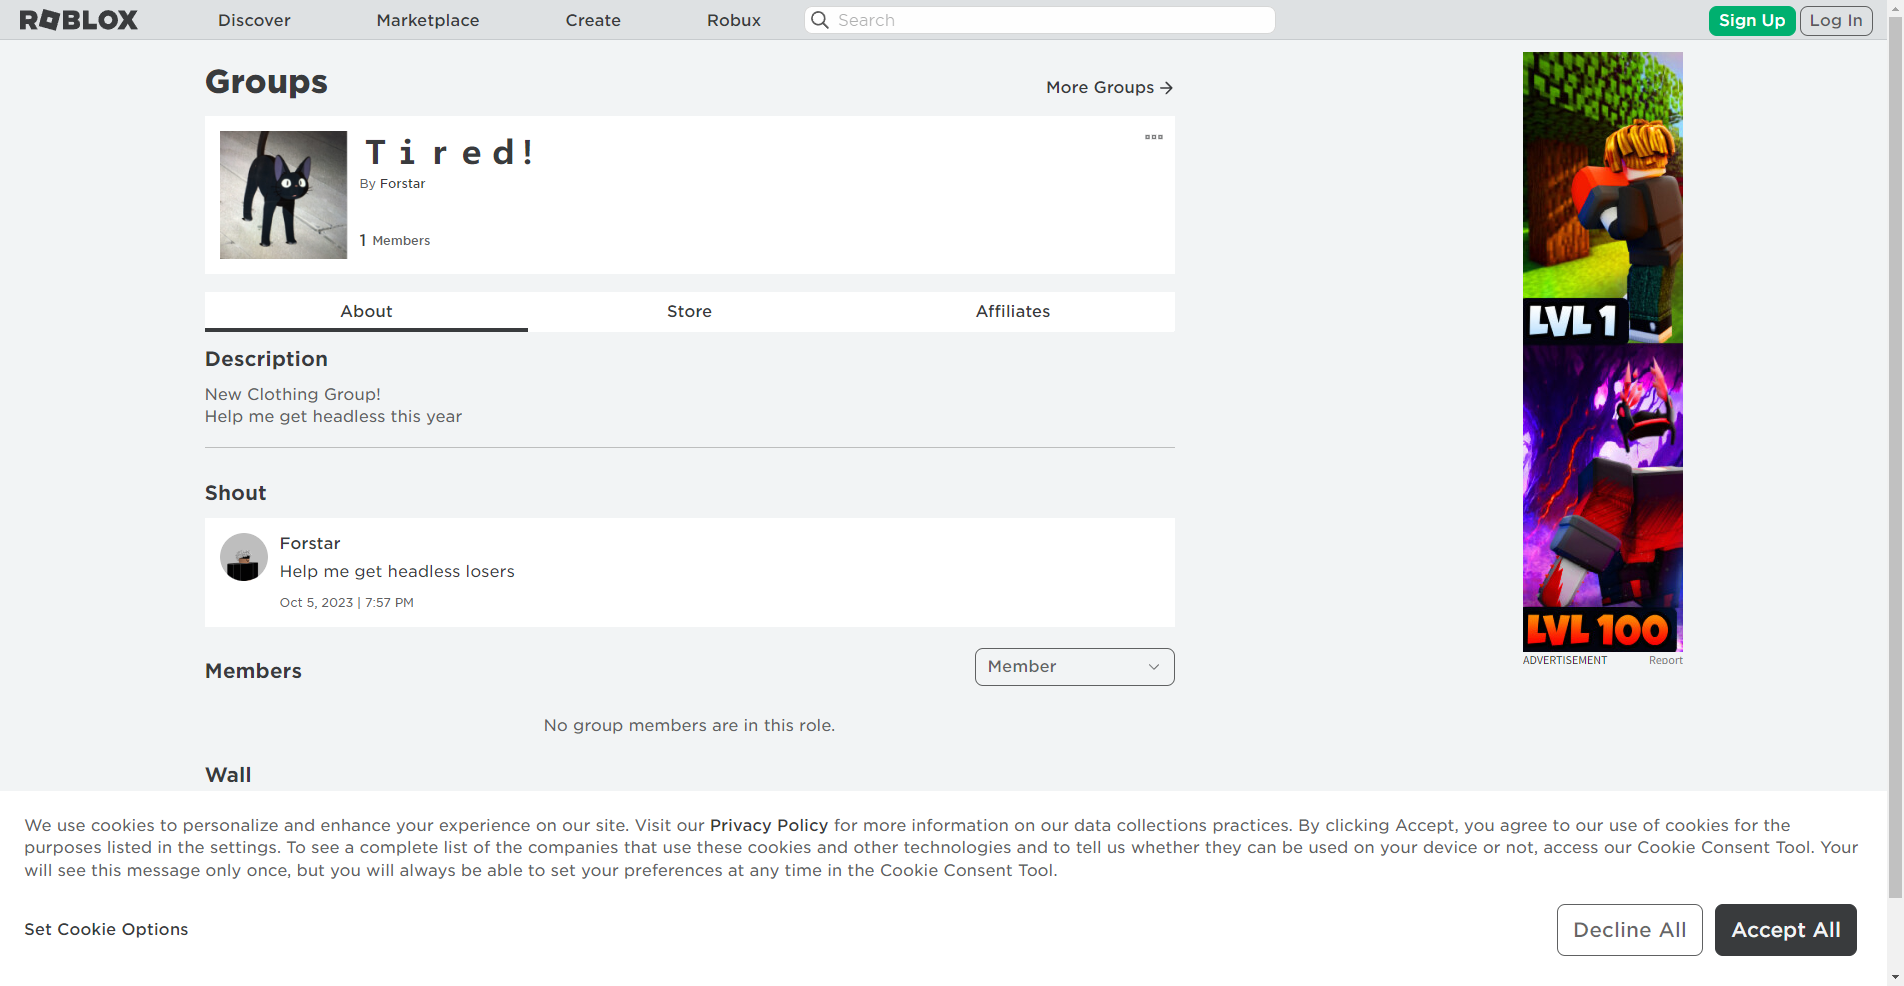 ROBLOX
Discover
Marketplace
Create
Robux
Search
Sign Up
Log In
Groups
More Groups
T i r e d !
By Forstar
1 Members
About
Store
Affiliates
Description
New Clothing Group!
Help me get headless this year
Shout
Forstar
Help me get headless losers
Oct 5, 2023 | 7:57 PM
Members
Member
No group members are in this role.
Wall
LVL 1
LVL 100
ADVERTISEMENT
Report
We use cookies to personalize and enhance your experience on our site. Visit our Privacy Policy for more information on our data collections practices. By clicking Accept, you agree to our use of cookies for the
purposes listed in the settings. To see a complete list of the companies that use these cookies and other technologies and to tell us whether they can be used on your device or not, access our Cookie Consent Tool. Your
will see this message only once, but you will always be able to set your preferences at any time in the Cookie Consent Tool.
Set Cookie Options
Decline All
Accept All